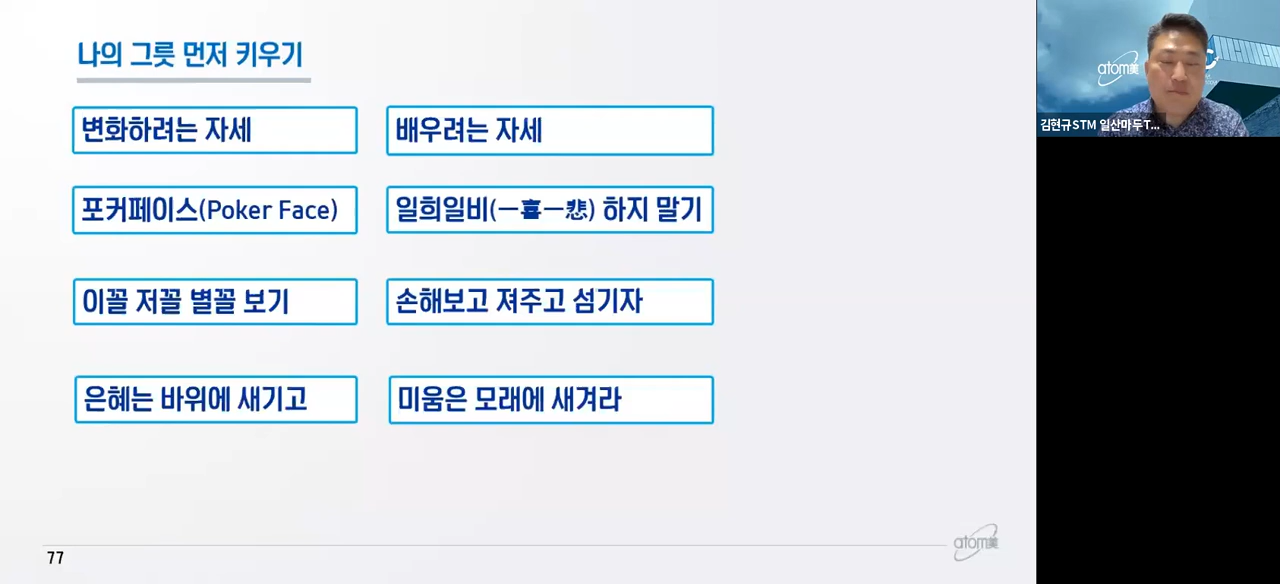 나의 그릇 먼저 키우기
변화하려는 자세
배우려는 자세
포커페이스(Poker Face)
일희일비(一喜一悲) 하지 말기
이꼴 저꼴 별꼴 보기
손해보고 져주고 섬기자
은혜는 바위에 새기고
미움은 모래에 새겨라
77
atom美
atom美
김현규STM 일산마두T...